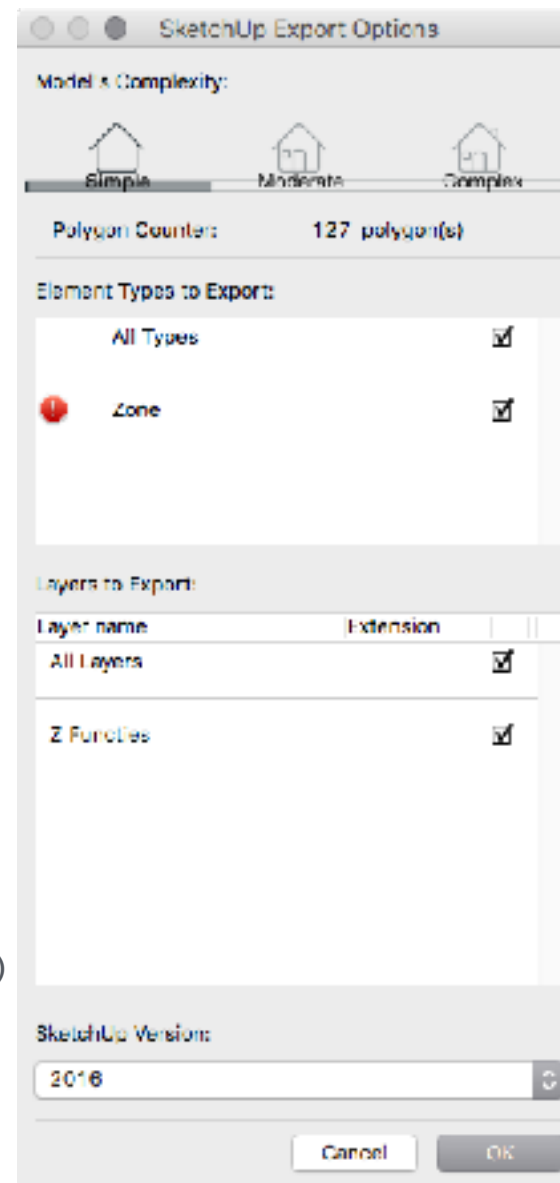 SketchUp Export Options
Model's Complexity:
Simple Moderate Complex
Polygon Counter: 127 polygon(s)
Element Types to Export:
All Types
Zone
Layers to Export:
Layer name Extension
All Layers
Z Functies
SketchUp Version:
2016
Cancel OK